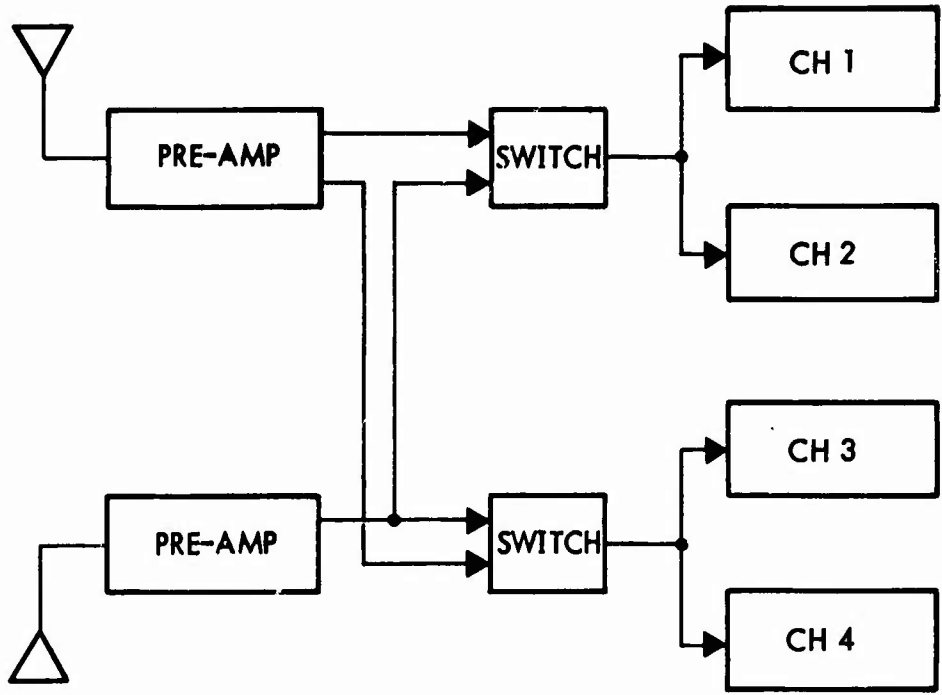 PRE-AMP
SWITCH
CH 1
CH 2
PRE-AMP
SWITCH
CH 3
CH 4